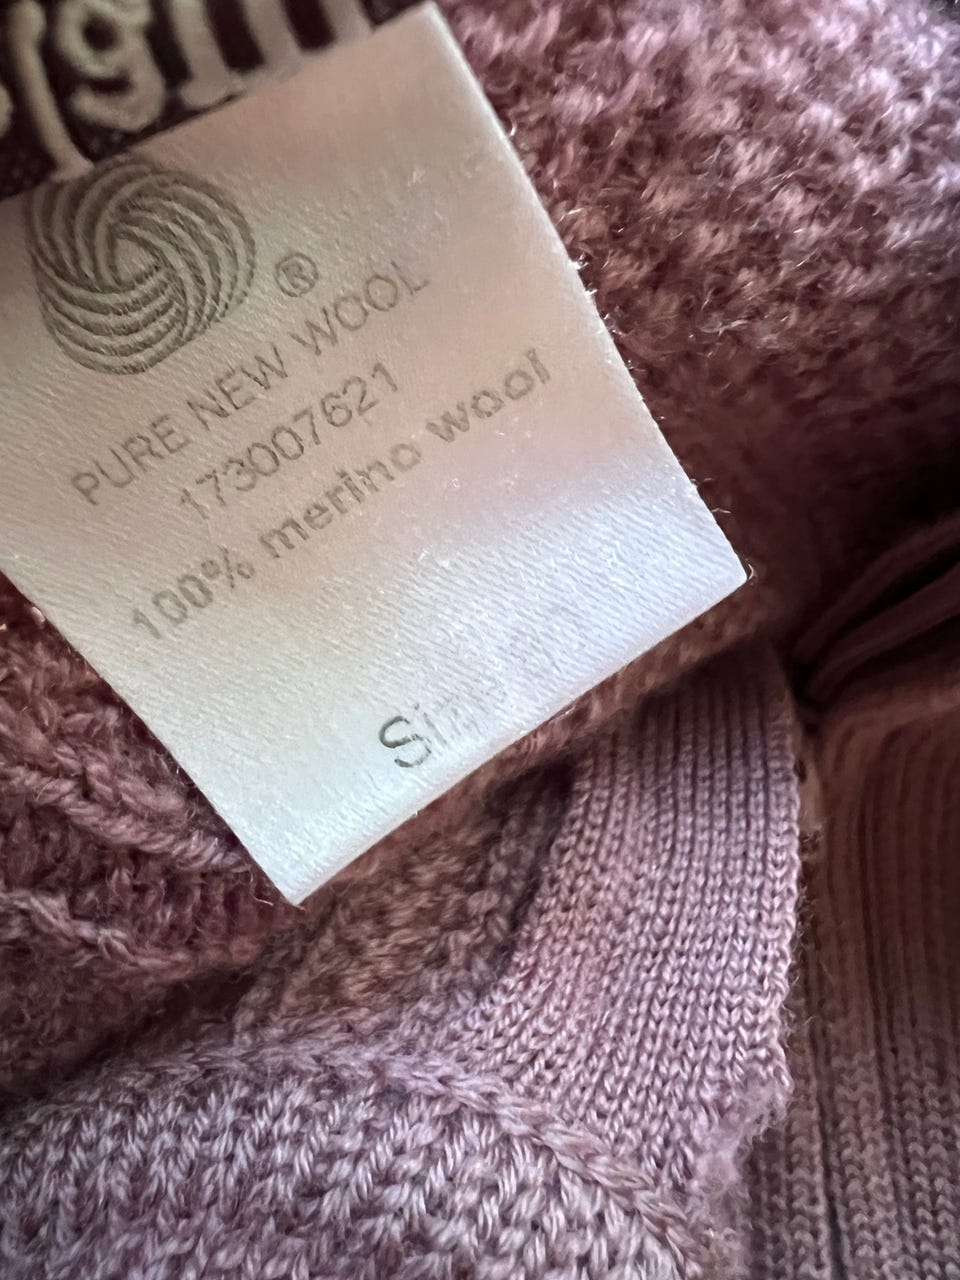 ®
PURE NEW WOOL
173007621
100% merino wool